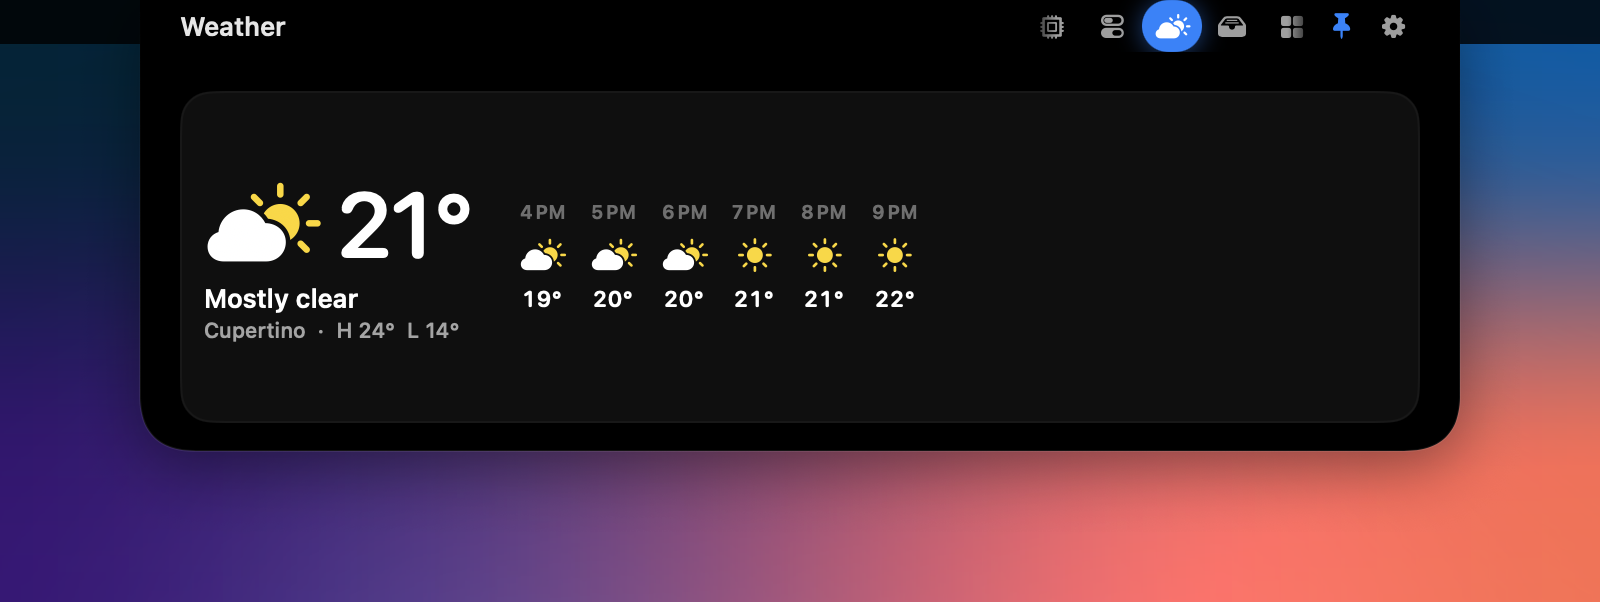 Weather
21°
Mostly clear
Cupertino · H 24° L 14°
4PM 5PM 6PM 7PM 8PM 9PM
19° 20° 20° 21° 21° 22°